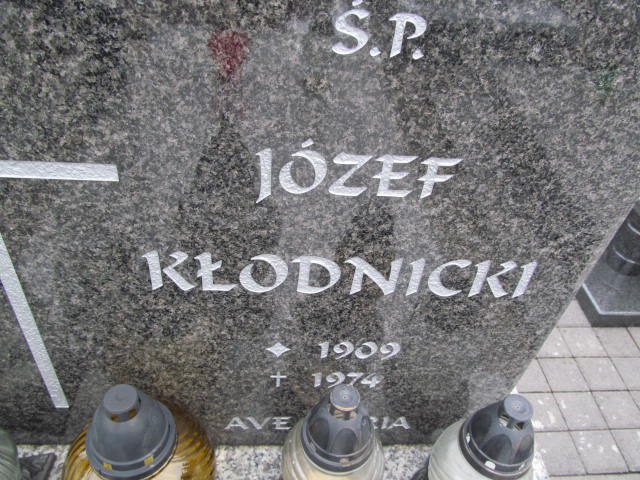 Ś.P.
JÓZEF
KŁODNICKI
✦ 1909
† 1974
AVE